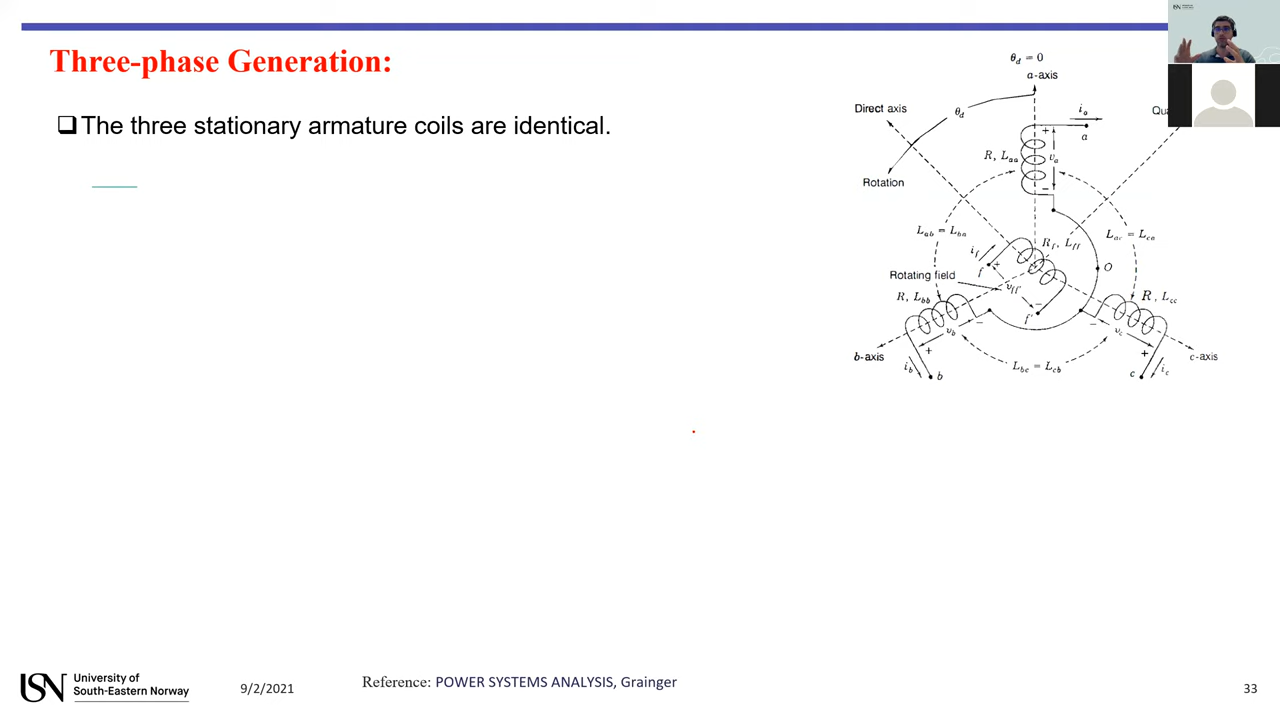 Three-phase Generation:
❑ The three stationary armature coils are identical.
θd = 0
a-axis
Direct axis
θd
ia
a
Qua
R, Laa
+
va
−
Rotation
Lab = Lba
Lac = Lca
if
Rf, Lff
f
+
O
Rotating field
vff'
−
f'
R, Lbb
R, Lcc
vb
−
+
−
vc
+
b-axis
c-axis
ib
b
Lbc = Lcb
c
ic
USN University of
South-Eastern Norway
9/2/2021
Reference: POWER SYSTEMS ANALYSIS, Grainger
33